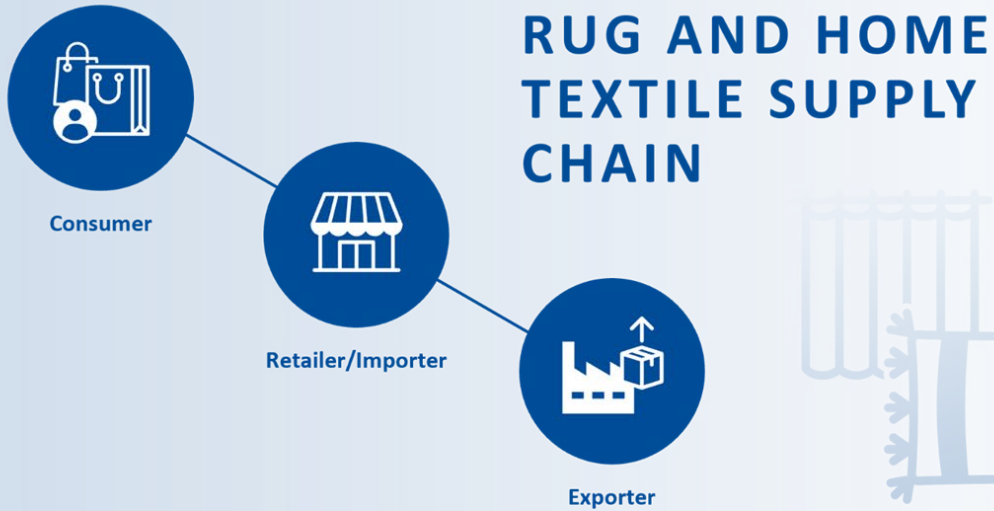 RUG AND HOME
TEXTILE SUPPLY
CHAIN
Consumer
Retailer/Importer
Exporter